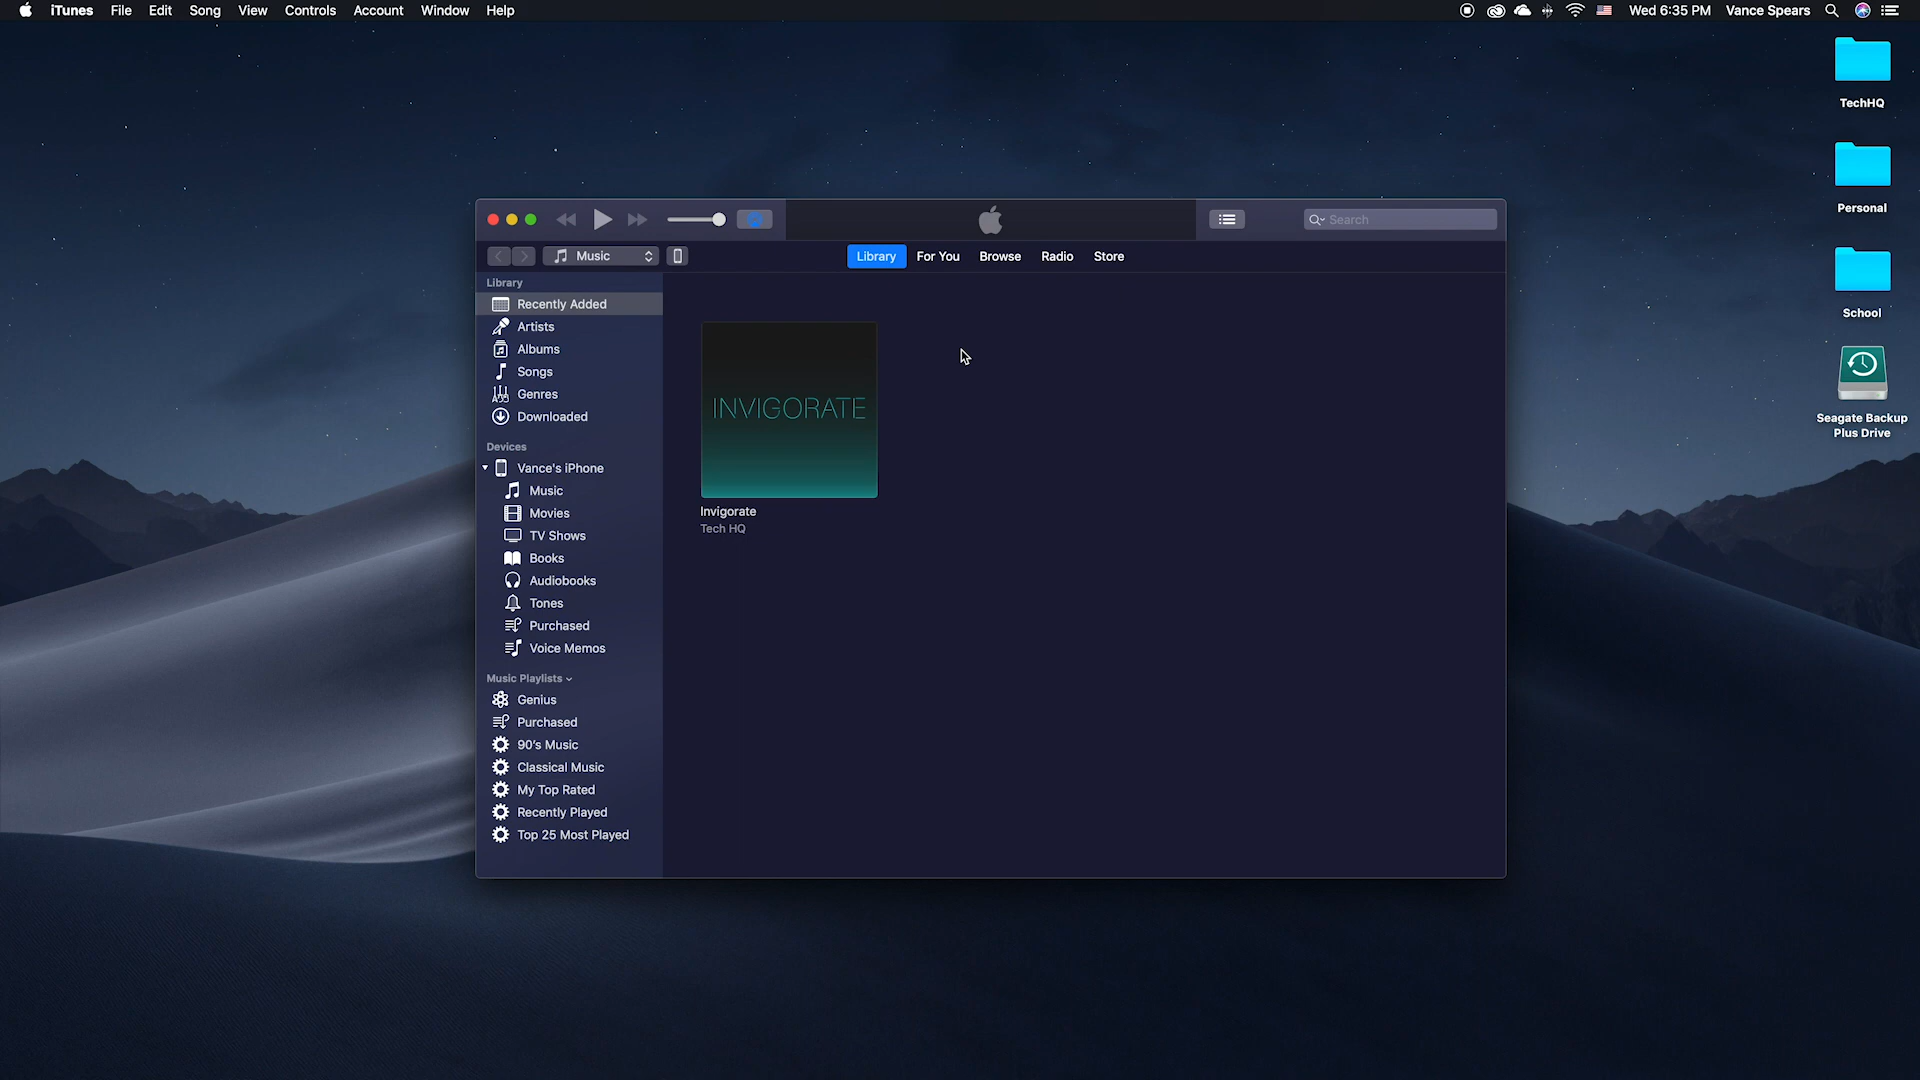 iTunes File Edit Song View Controls Account Window Help
Wed 6:35 PM Vance Spears
TechHQ
Personal
School
Seagate Backup
Plus Drive
Search
Music
Library For You Browse Radio Store
Library
Recently Added
Artists
Albums
Songs
Genres
Downloaded
Devices
Vance's iPhone
Music
Movies
TV Shows
Books
Audiobooks
Tones
Purchased
Voice Memos
Music Playlists
Genius
Purchased
90's Music
Classical Music
My Top Rated
Recently Played
Top 25 Most Played
INVIGORATE
Invigorate
Tech HQ